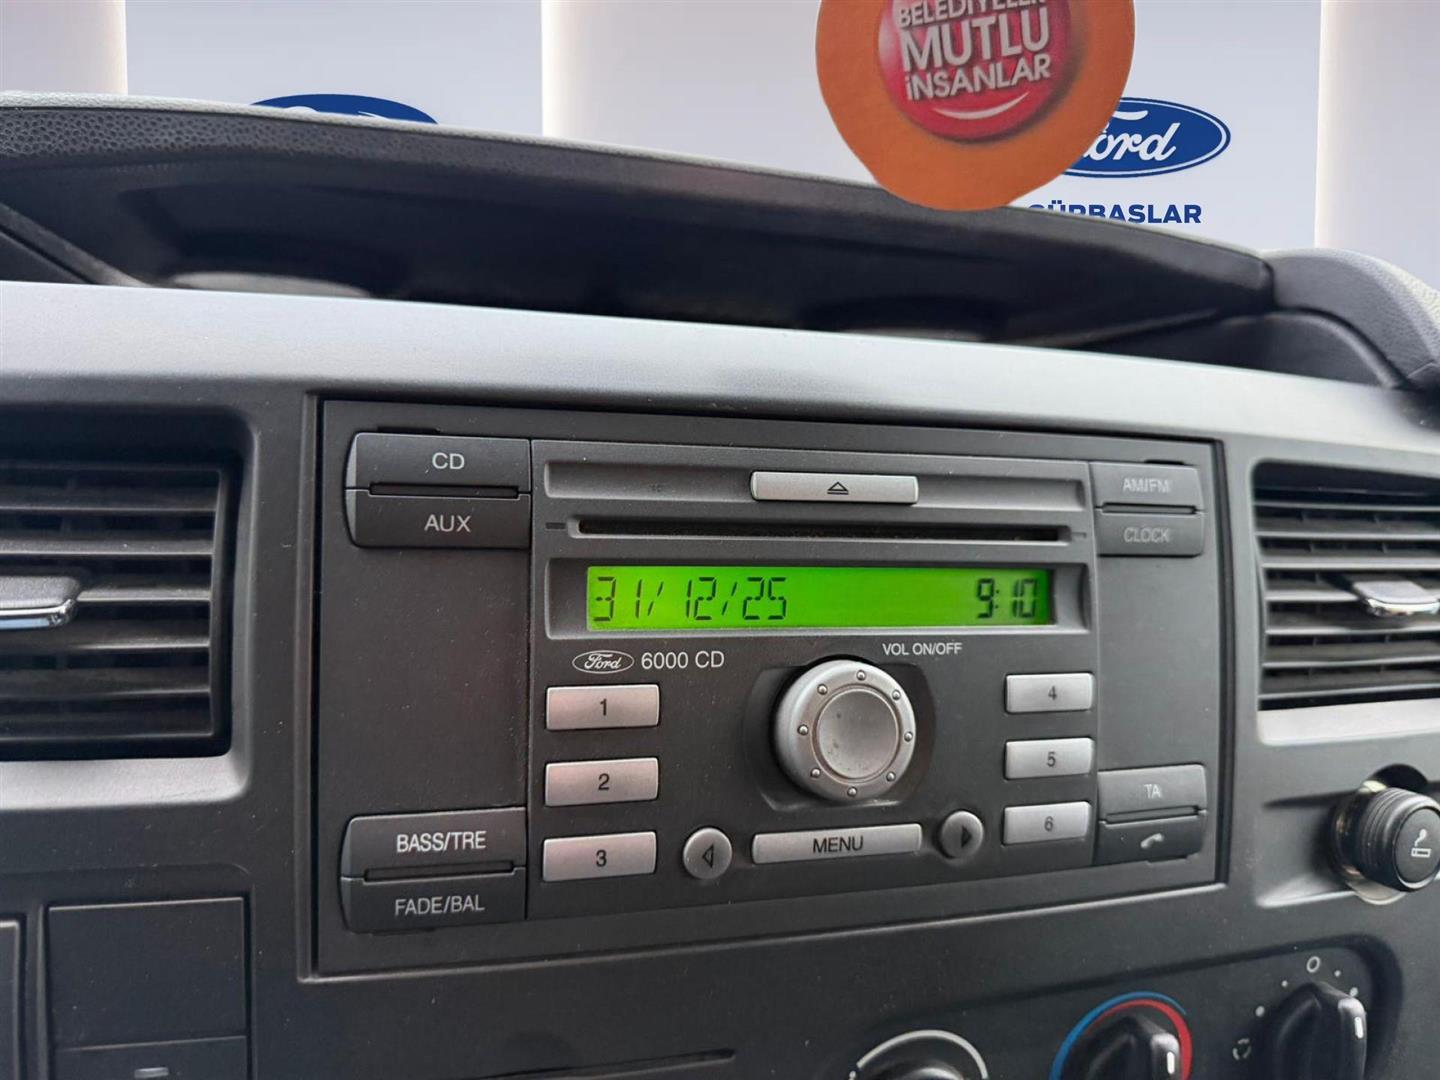 BELEDİYELER
MUTLU
İNSANLAR
Ford
GÜRBASLAR
CD
AUX
AM/FM
CLOCK
31/12/25 9:10
Ford 6000 CD
VOL ON/OFF
1
2
3
4
5
6
MENU
BASS/TRE
FADE/BAL
TA